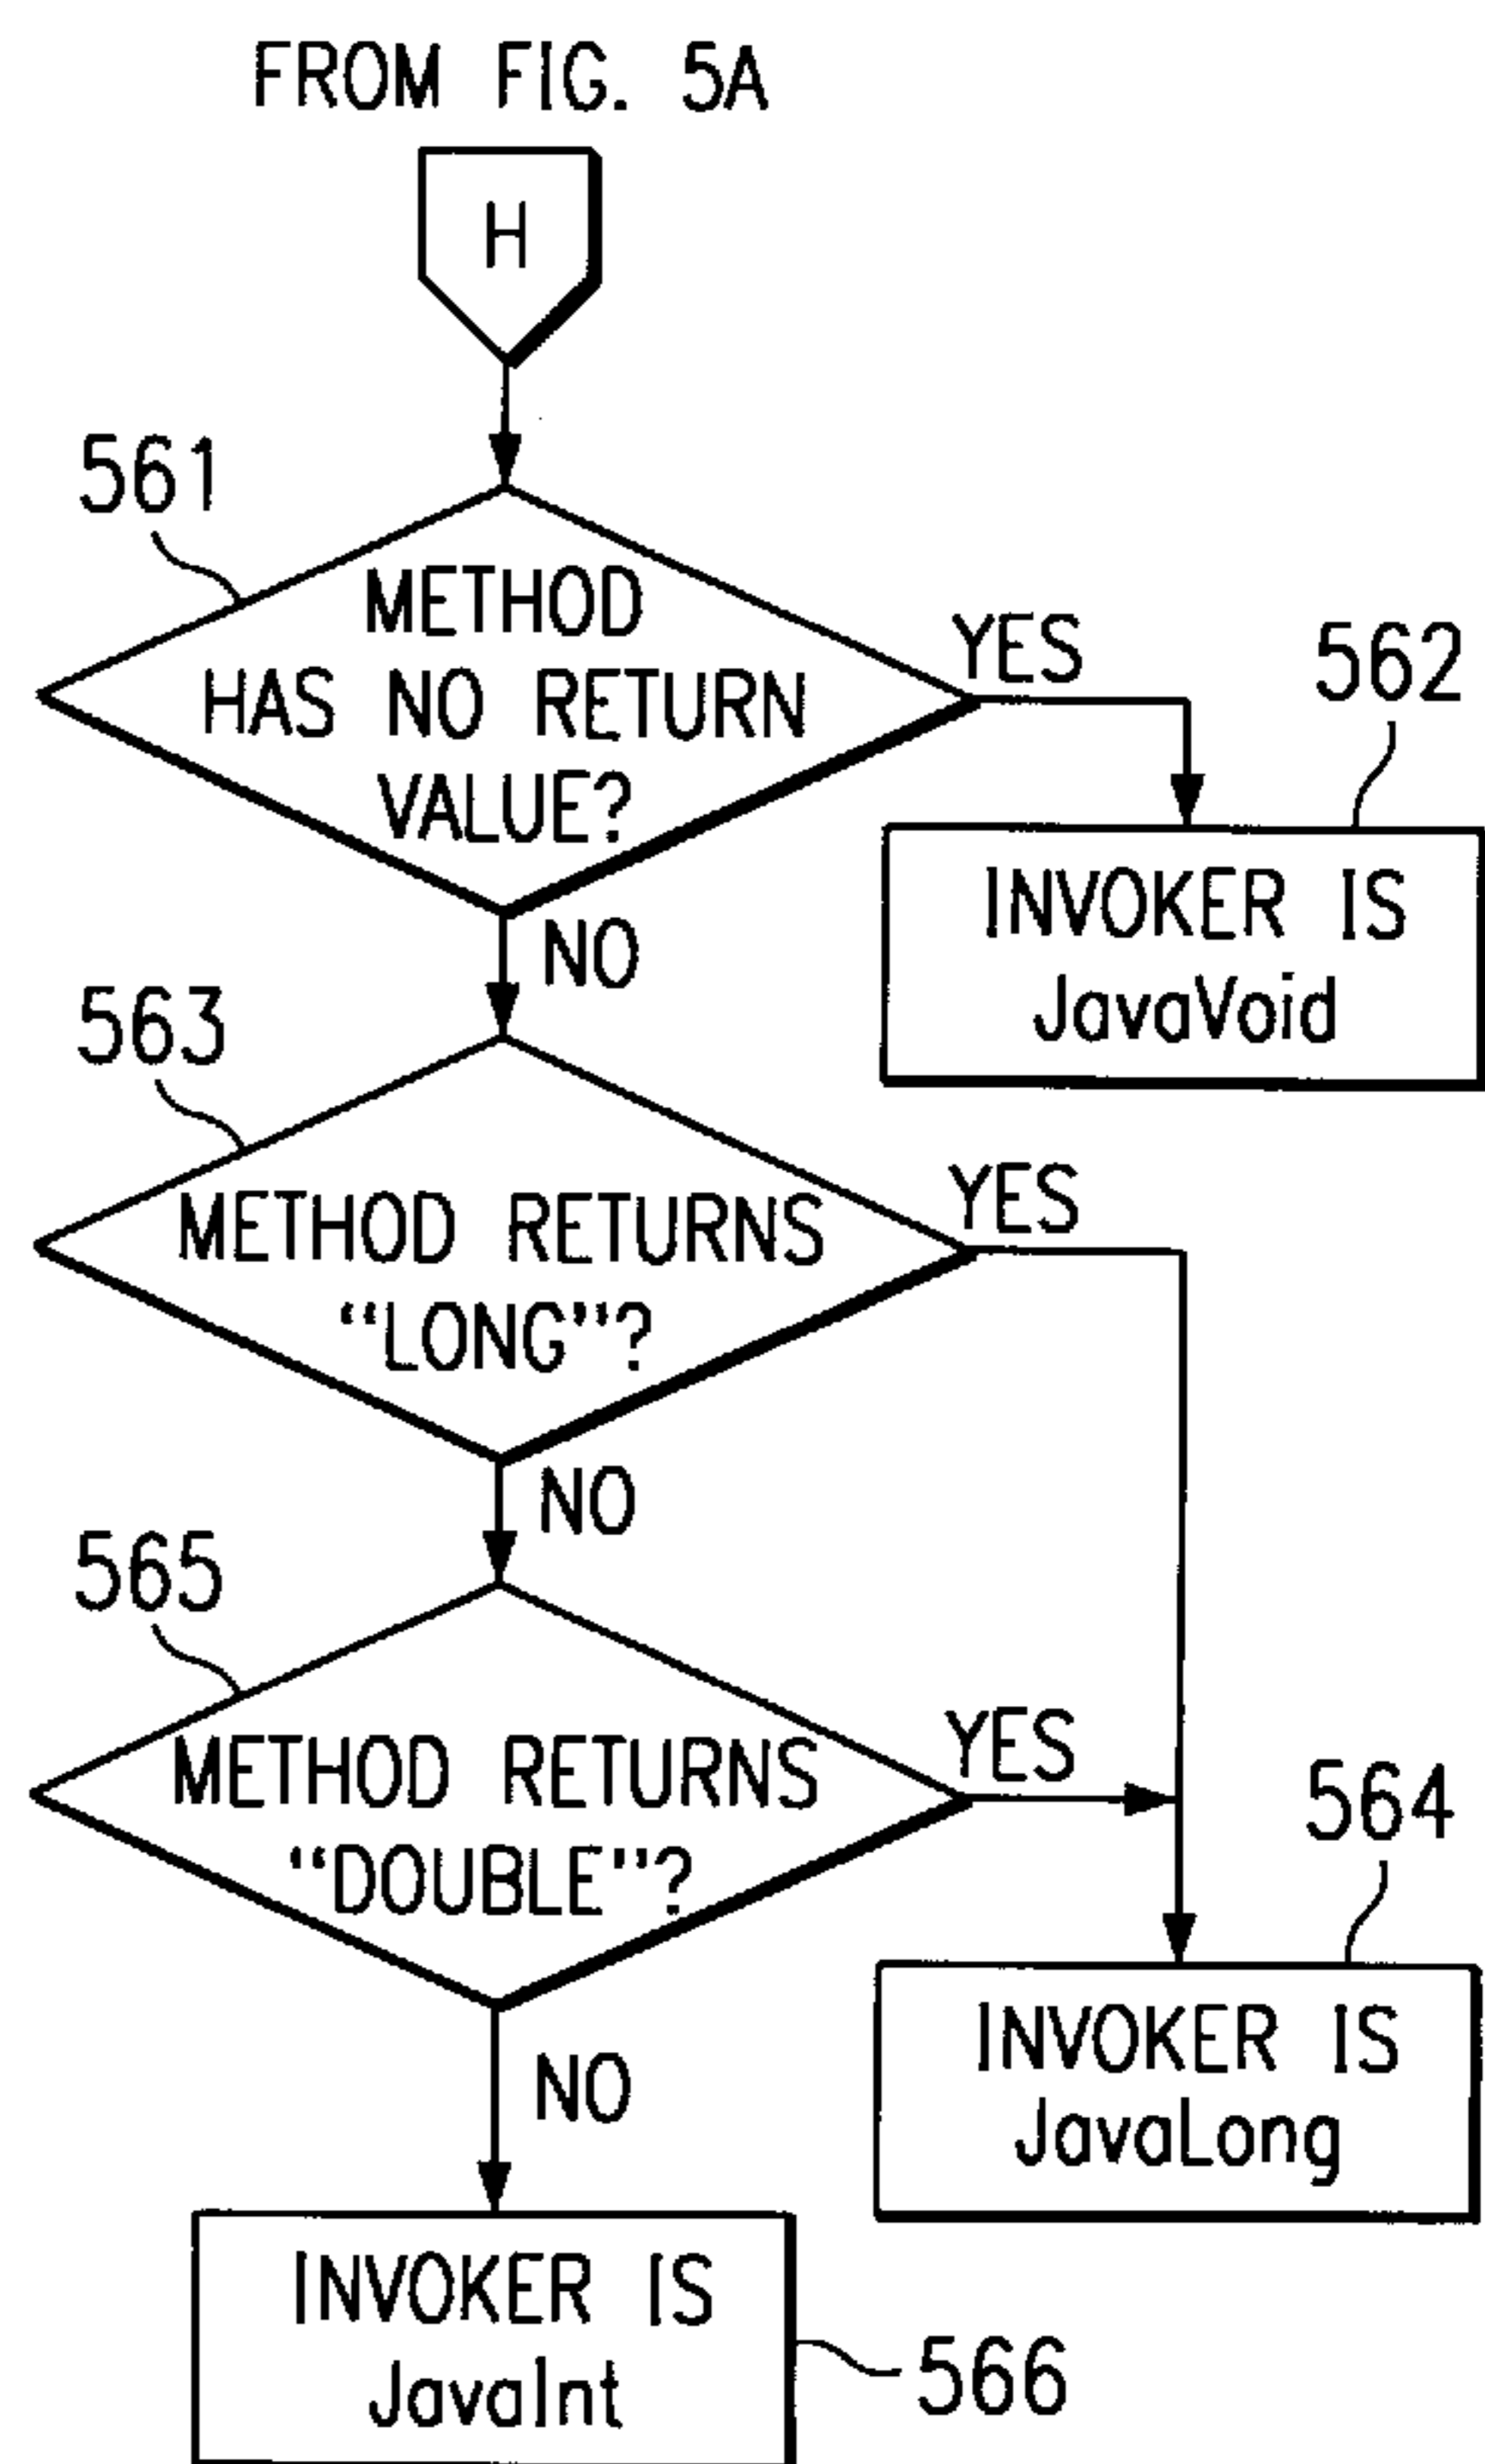 FROM FIG. 5A
H
561
METHOD
HAS NO RETURN
VALUE?
YES
562
INVOKER IS
JavaVoid
NO
563
METHOD RETURNS
“LONG”?
YES
NO
565
METHOD RETURNS
“DOUBLE”?
YES
564
INVOKER IS
JavaLong
NO
INVOKER IS
JavaInt
566